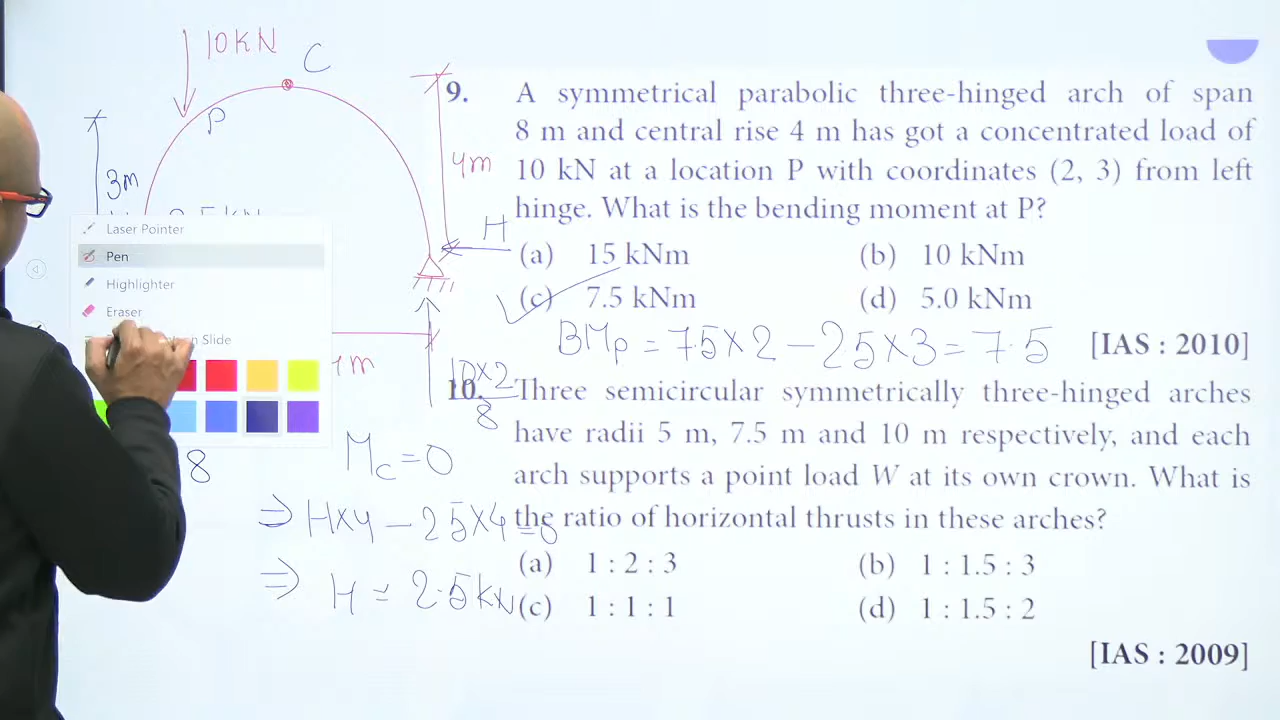 10KN
C
P
3m
4m
H
9. A symmetrical parabolic three-hinged arch of span
8 m and central rise 4 m has got a concentrated load of
10 kN at a location P with coordinates (2, 3) from left
hinge. What is the bending moment at P?
(a) 15 kNm (b) 10 kNm
(c) 7.5 kNm (d) 5.0 kNm
BMp = 7.5×2 – 2.5×3 = 7.5
[IAS : 2010]
Laser Pointer
Pen
Highlighter
Eraser
Slide
m
10×2
8
8
Mc = 0
⇒ H×4 – 2.5×4 = 0
⇒ H = 2.5kN
10. Three semicircular symmetrically three-hinged arches
have radii 5 m, 7.5 m and 10 m respectively, and each
arch supports a point load W at its own crown. What is
the ratio of horizontal thrusts in these arches?
(a) 1 : 2 : 3 (b) 1 : 1.5 : 3
(c) 1 : 1 : 1 (d) 1 : 1.5 : 2
[IAS : 2009]